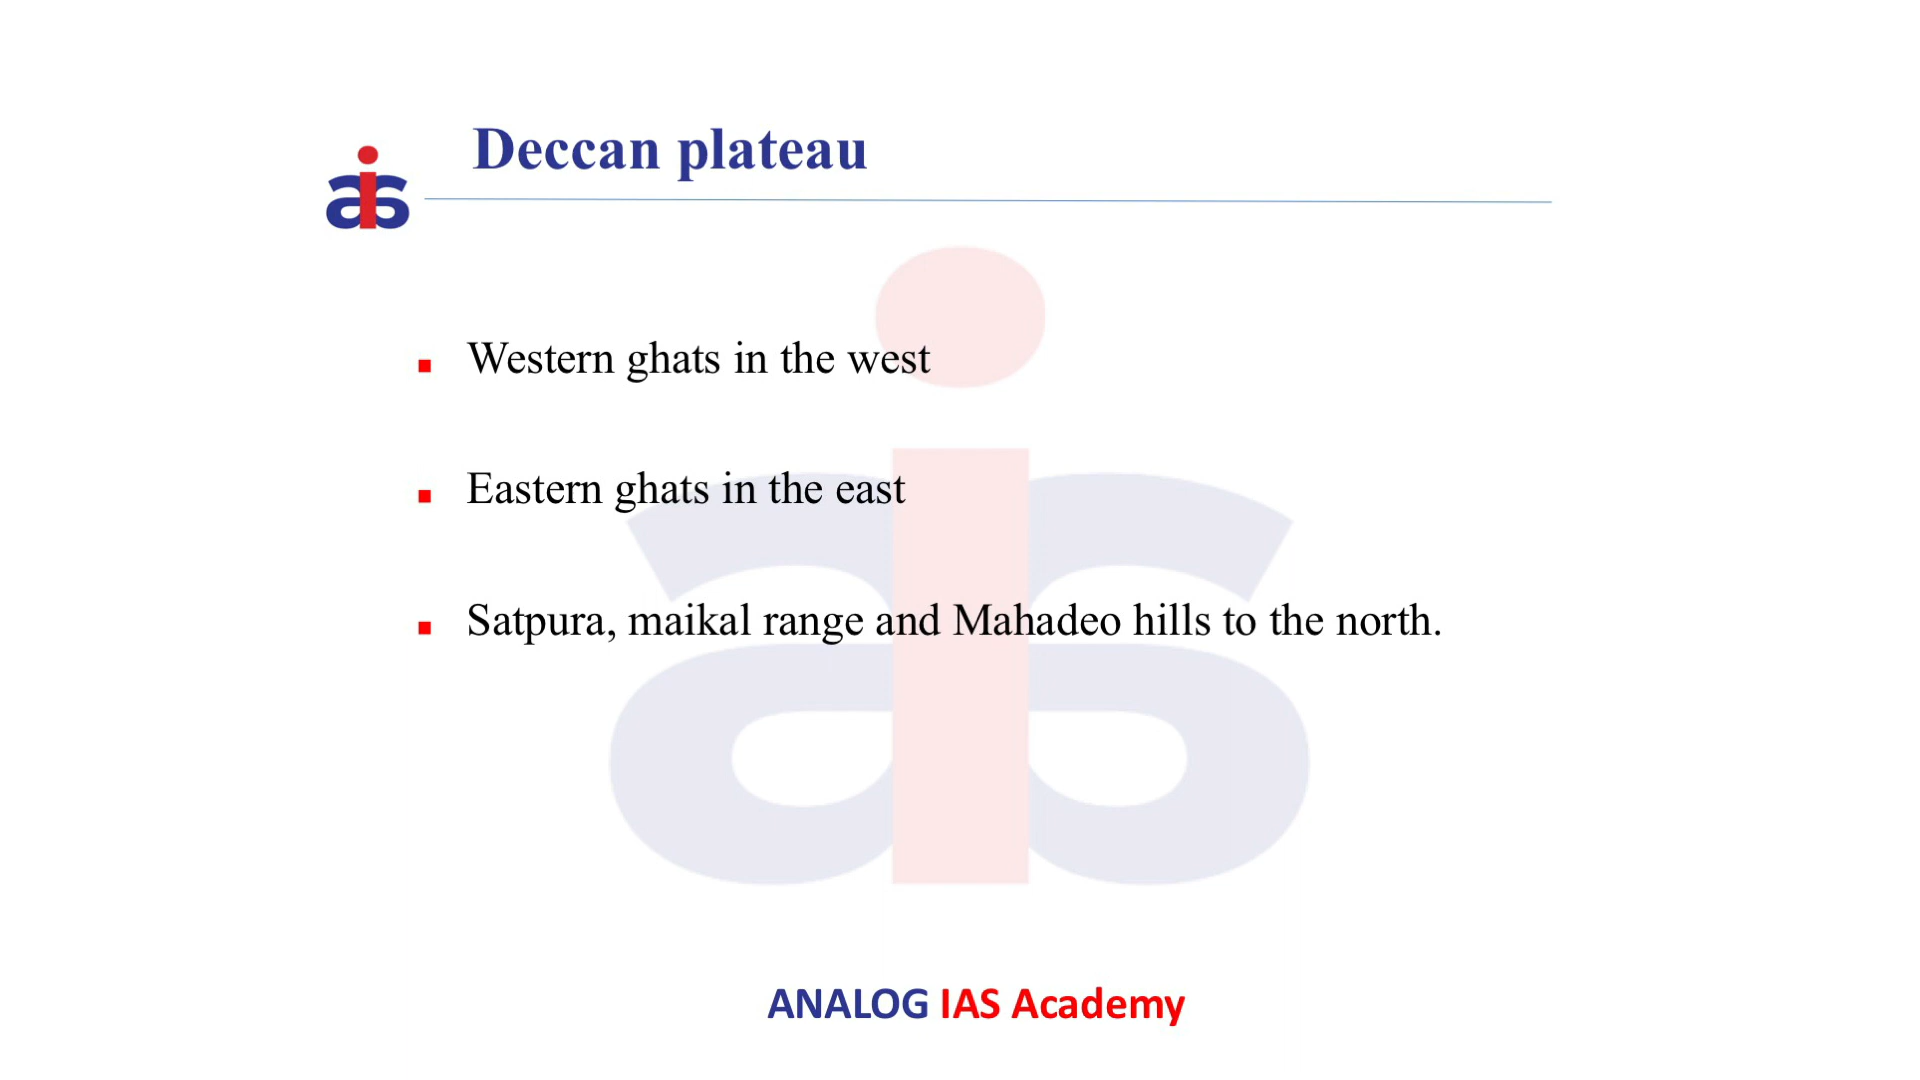 Deccan plateau
Western ghats in the west
Eastern ghats in the east
Satpura, maikal range and Mahadeo hills to the north.
ANALOG IAS Academy